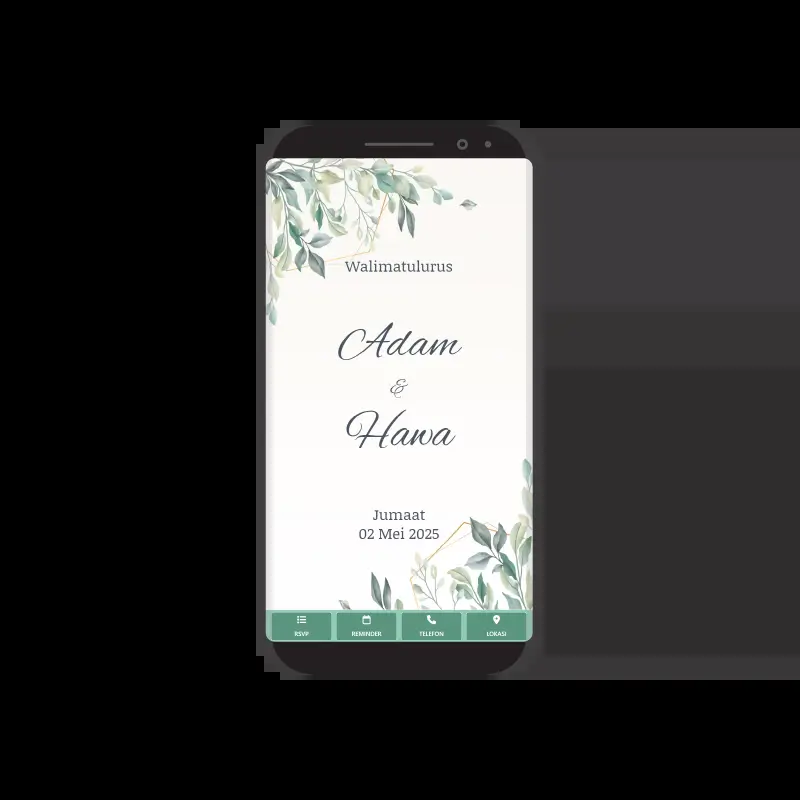 Walimatulurus
Adam
&
Hawa
Jumaat
02 Mei 2025
RSVP
REMINDER
TELEFON
LOKASI